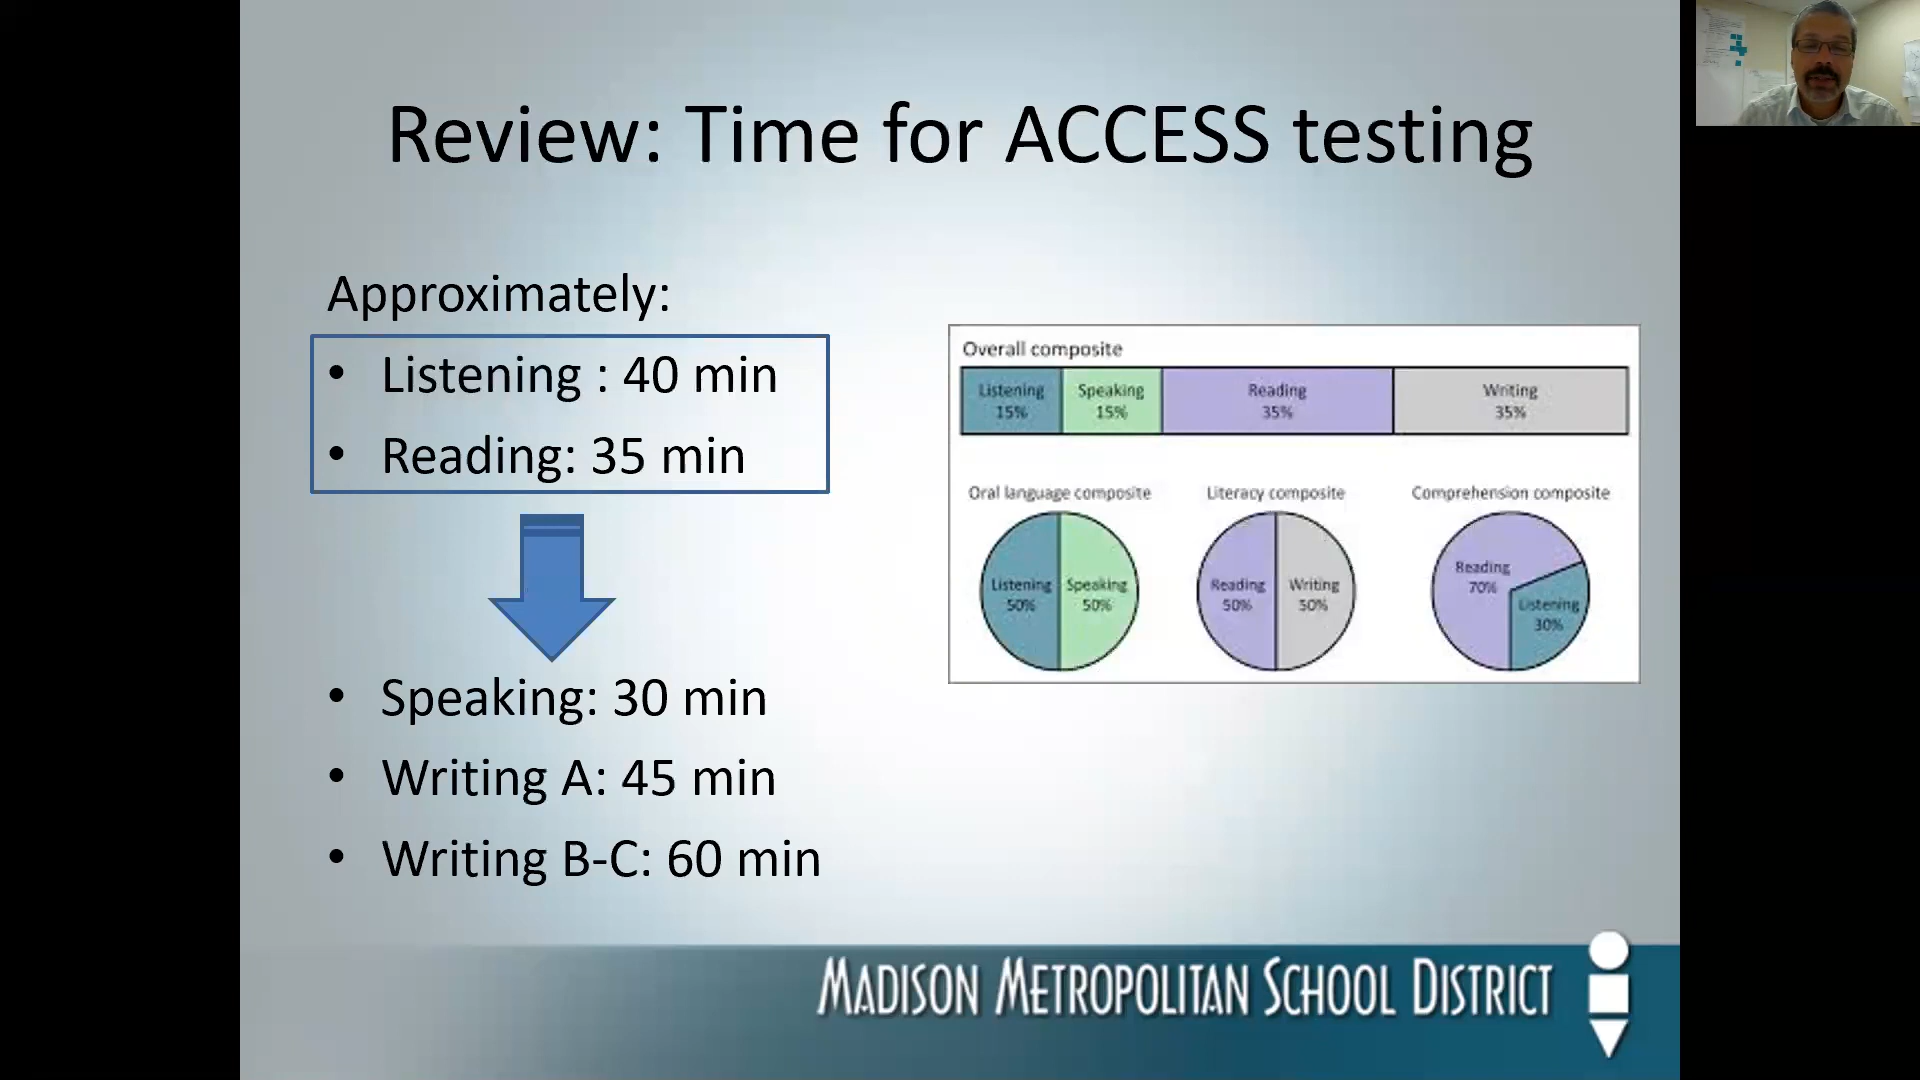 Review: Time for ACCESS testing
Approximately:
• Listening : 40 min
• Reading: 35 min
• Speaking: 30 min
• Writing A: 45 min
• Writing B-C: 60 min
Overall composite
Listening
15%
Speaking
15%
Reading
35%
Writing
35%
Oral language composite
Listening
50%
Speaking
50%
Literacy composite
Reading
50%
Writing
50%
Comprehension composite
Reading
70%
Listening
30%
MADISON METROPOLITAN SCHOOL DISTRICT